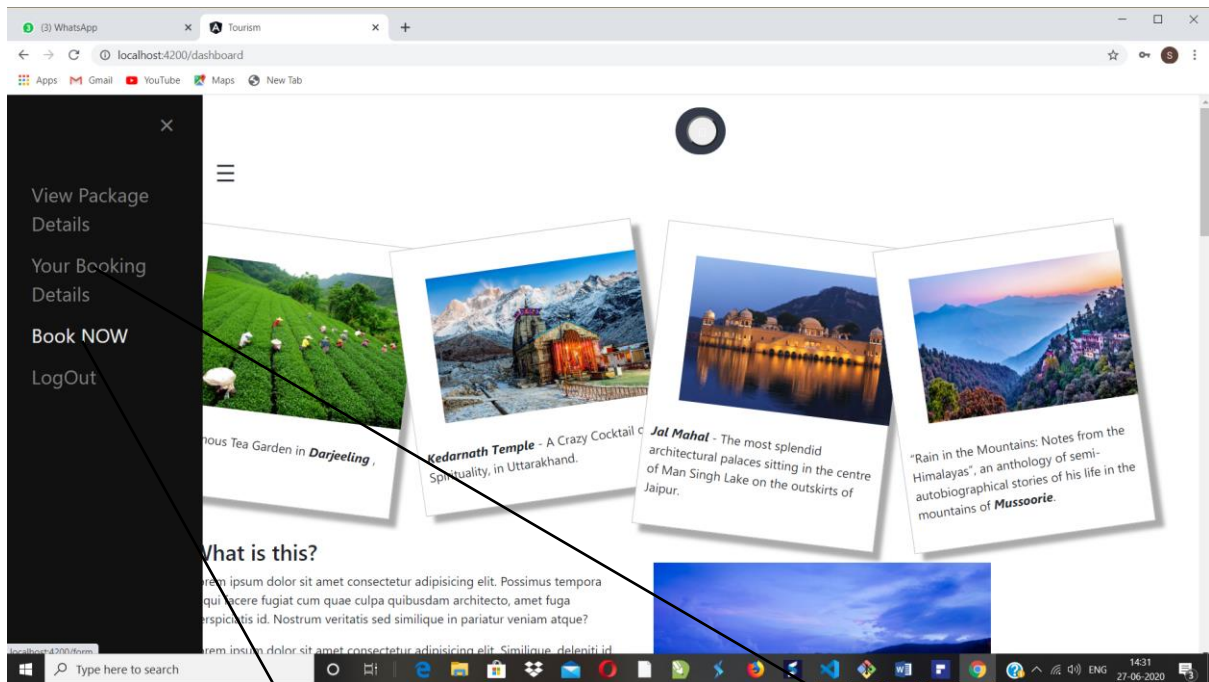 (3) WhatsApp
Tourism
localhost:4200/dashboard
S
Apps
Gmail
YouTube
Maps
New Tab
View Package
Details
Your Booking
Details
Book NOW
LogOut
Tea Garden in Darjeeling ,
Kedarnath Temple - A Crazy Cocktail
Spirituality, in Uttarakhand.
Jal Mahal - The most splendid
architectural palaces sitting in the centre
of Man Singh Lake on the outskirts of
Jaipur.
"Rain in the Mountains: Notes from the
Himalayas", an anthology of semi-
autobiographical stories of his life in the
mountains of Mussoorie.
What is this?
ipsum dolor sit amet consectetur adipisicing elit. Possimus tempora
qui facere fugiat cum quae culpa quibusdam architecto, amet fuga
id. Nostrum veritatis sed similique in pariatur veniam atque?
ipsum dolor sit amet consectetur adipisicing elit. Similique, deleniti id
localhost:4200/form
Type here to search
ENG
14:31
27-06-2020
3